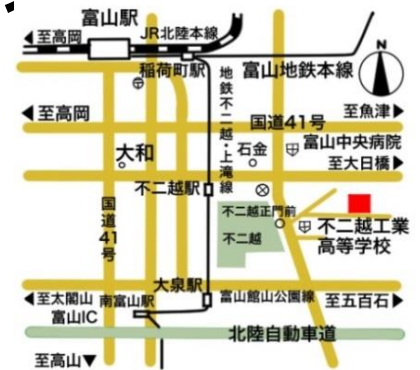 富山駅
至高岡
JR北陸本線
稲荷町駅
富山地鉄本線
N
至高岡
地鉄不二越・上滝線
国道41号
至魚津
富山中央病院
石金
大和
至大日橋
不二越駅
国道41号
不二越正門前
不二越
不二越工業
高等学校
大泉駅
至太閤山
南富山駅
富山館山公園線
至五百石
富山IC
北陸自動車道
至高山